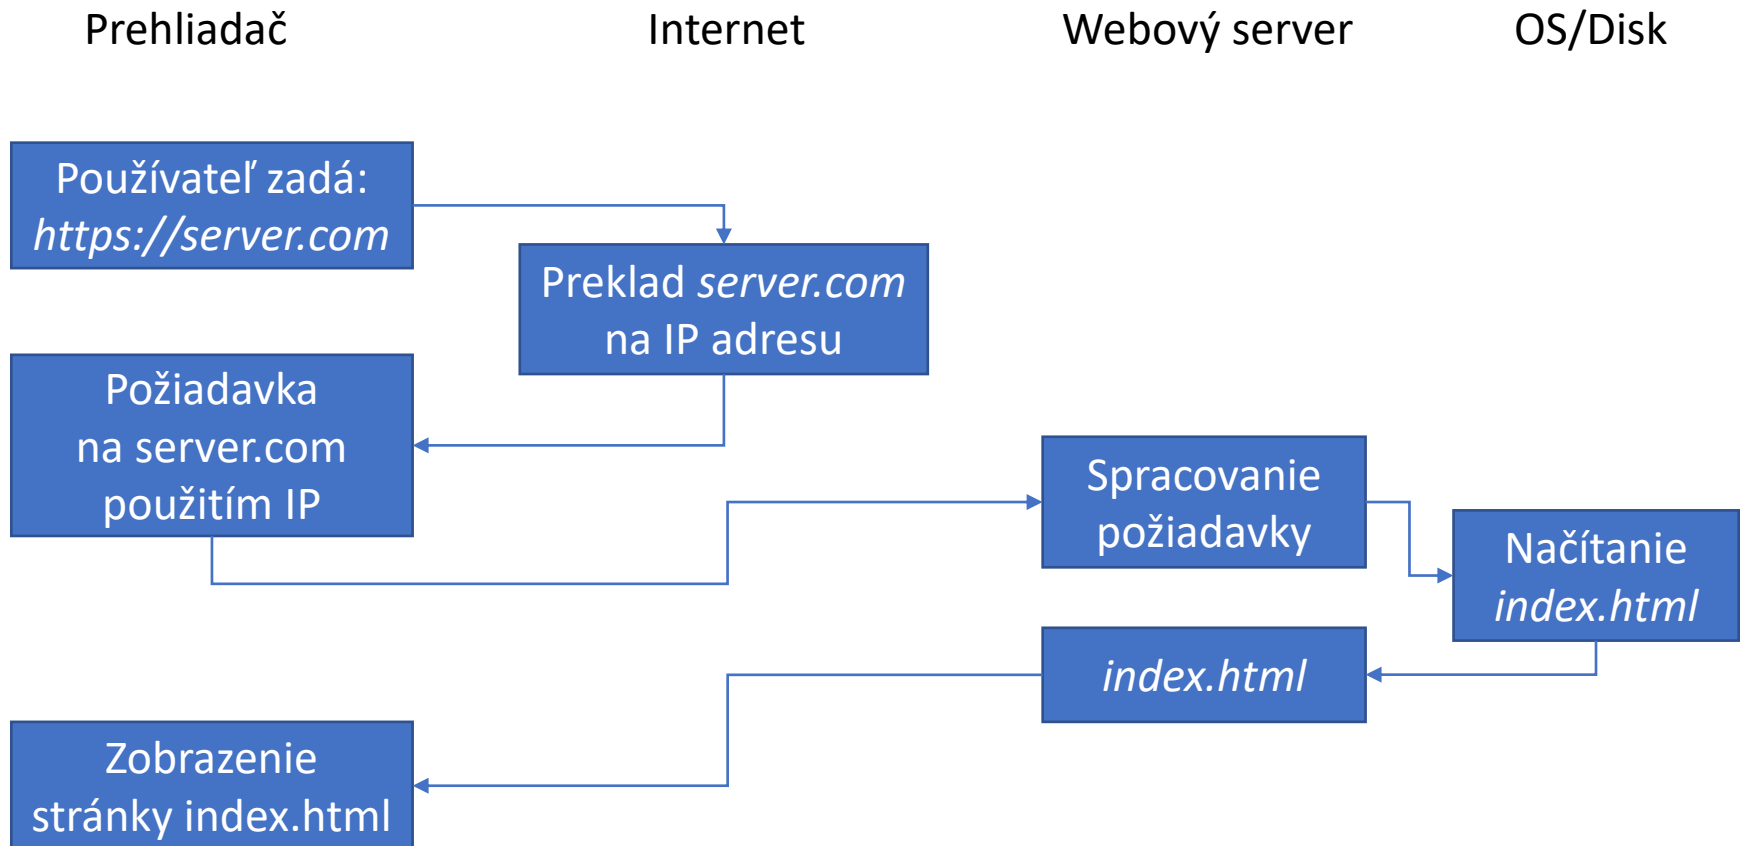 Prehliadač
Internet
Webový server
OS/Disk
Používateľ zadá:
https://server.com
Preklad server.com
na IP adresu
Požiadavka
na server.com
použitím IP
Spracovanie
požiadavky
Načítanie
index.html
index.html
Zobrazenie
stránky index.html